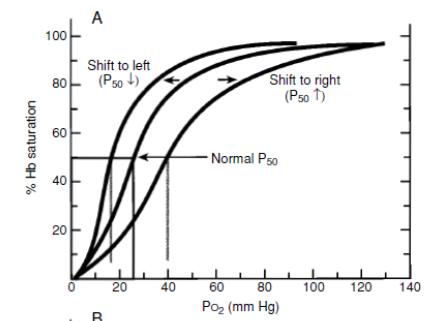 A
100
80
60
40
20
% Hb saturation
Shift to left
(P50 ↓)
Shift to right
(P50 ↑)
Normal P50
0 20 40 60 80 100 120 140
PO2 (mm Hg)
B